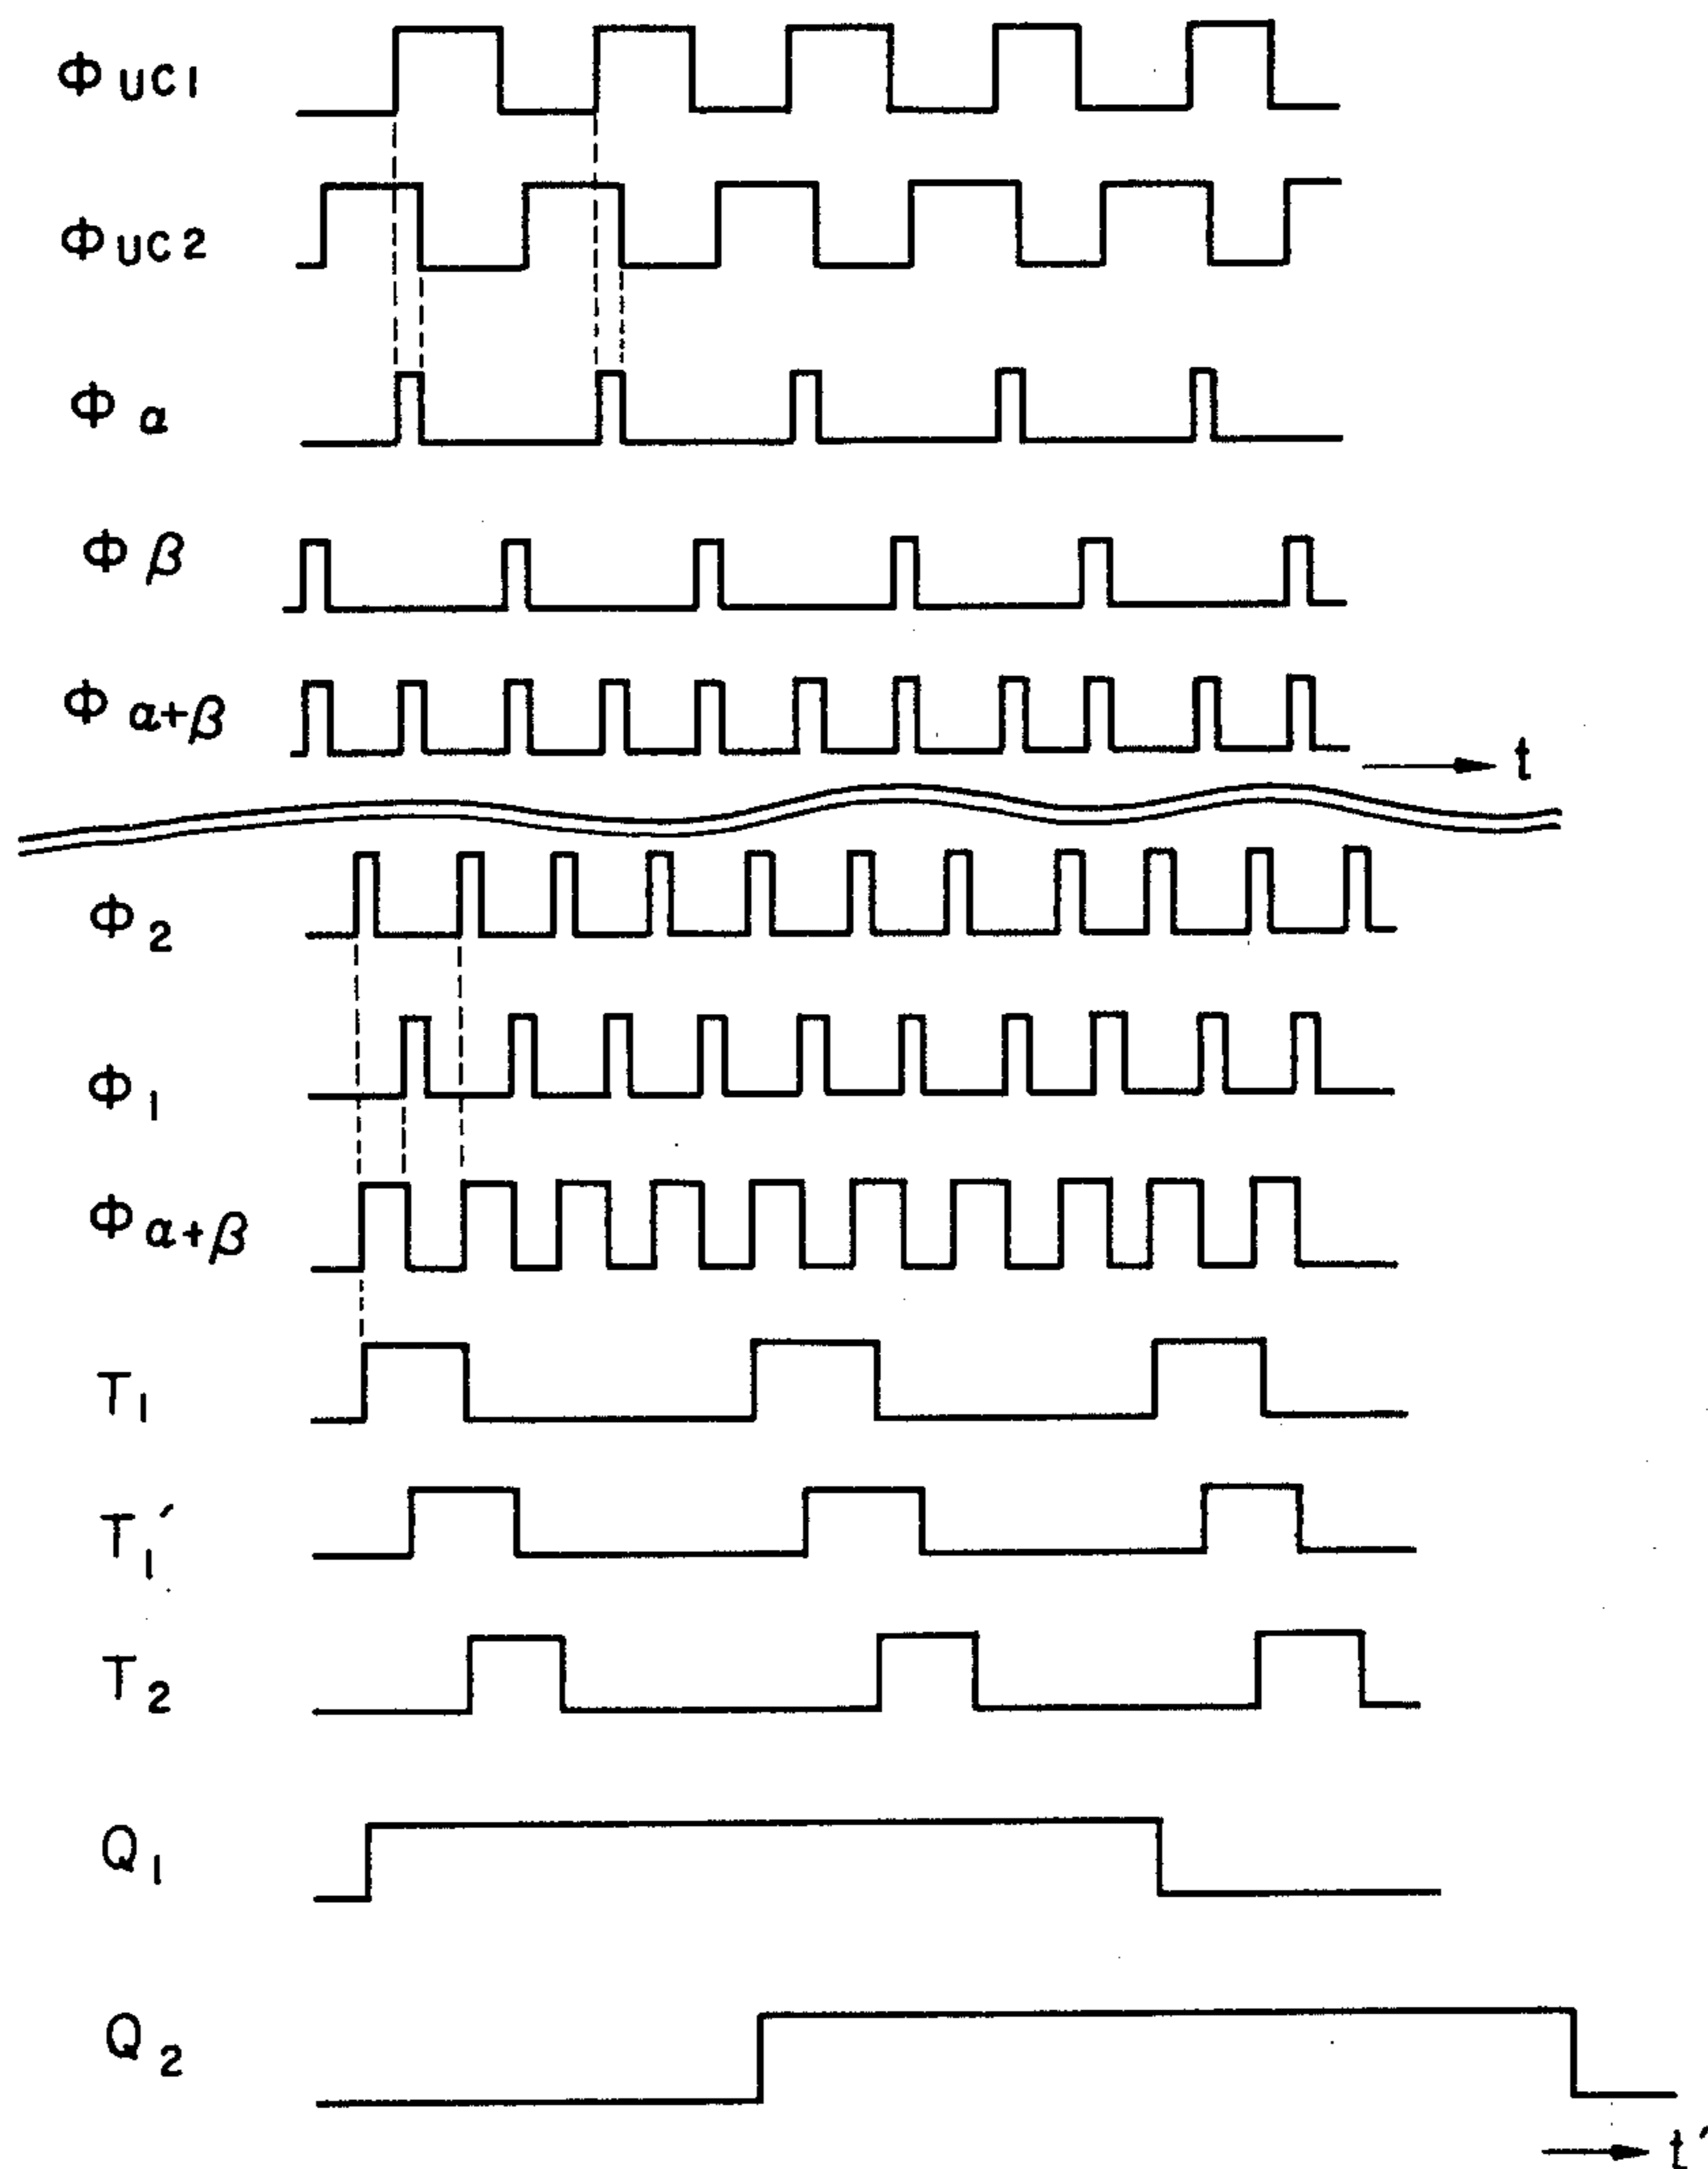 Φ UC1
Φ UC2
Φ α
Φ β
Φ α+β
t
Φ 2
Φ 1
Φ α+β
T1
T1′
T2
Q1
Q2
t′